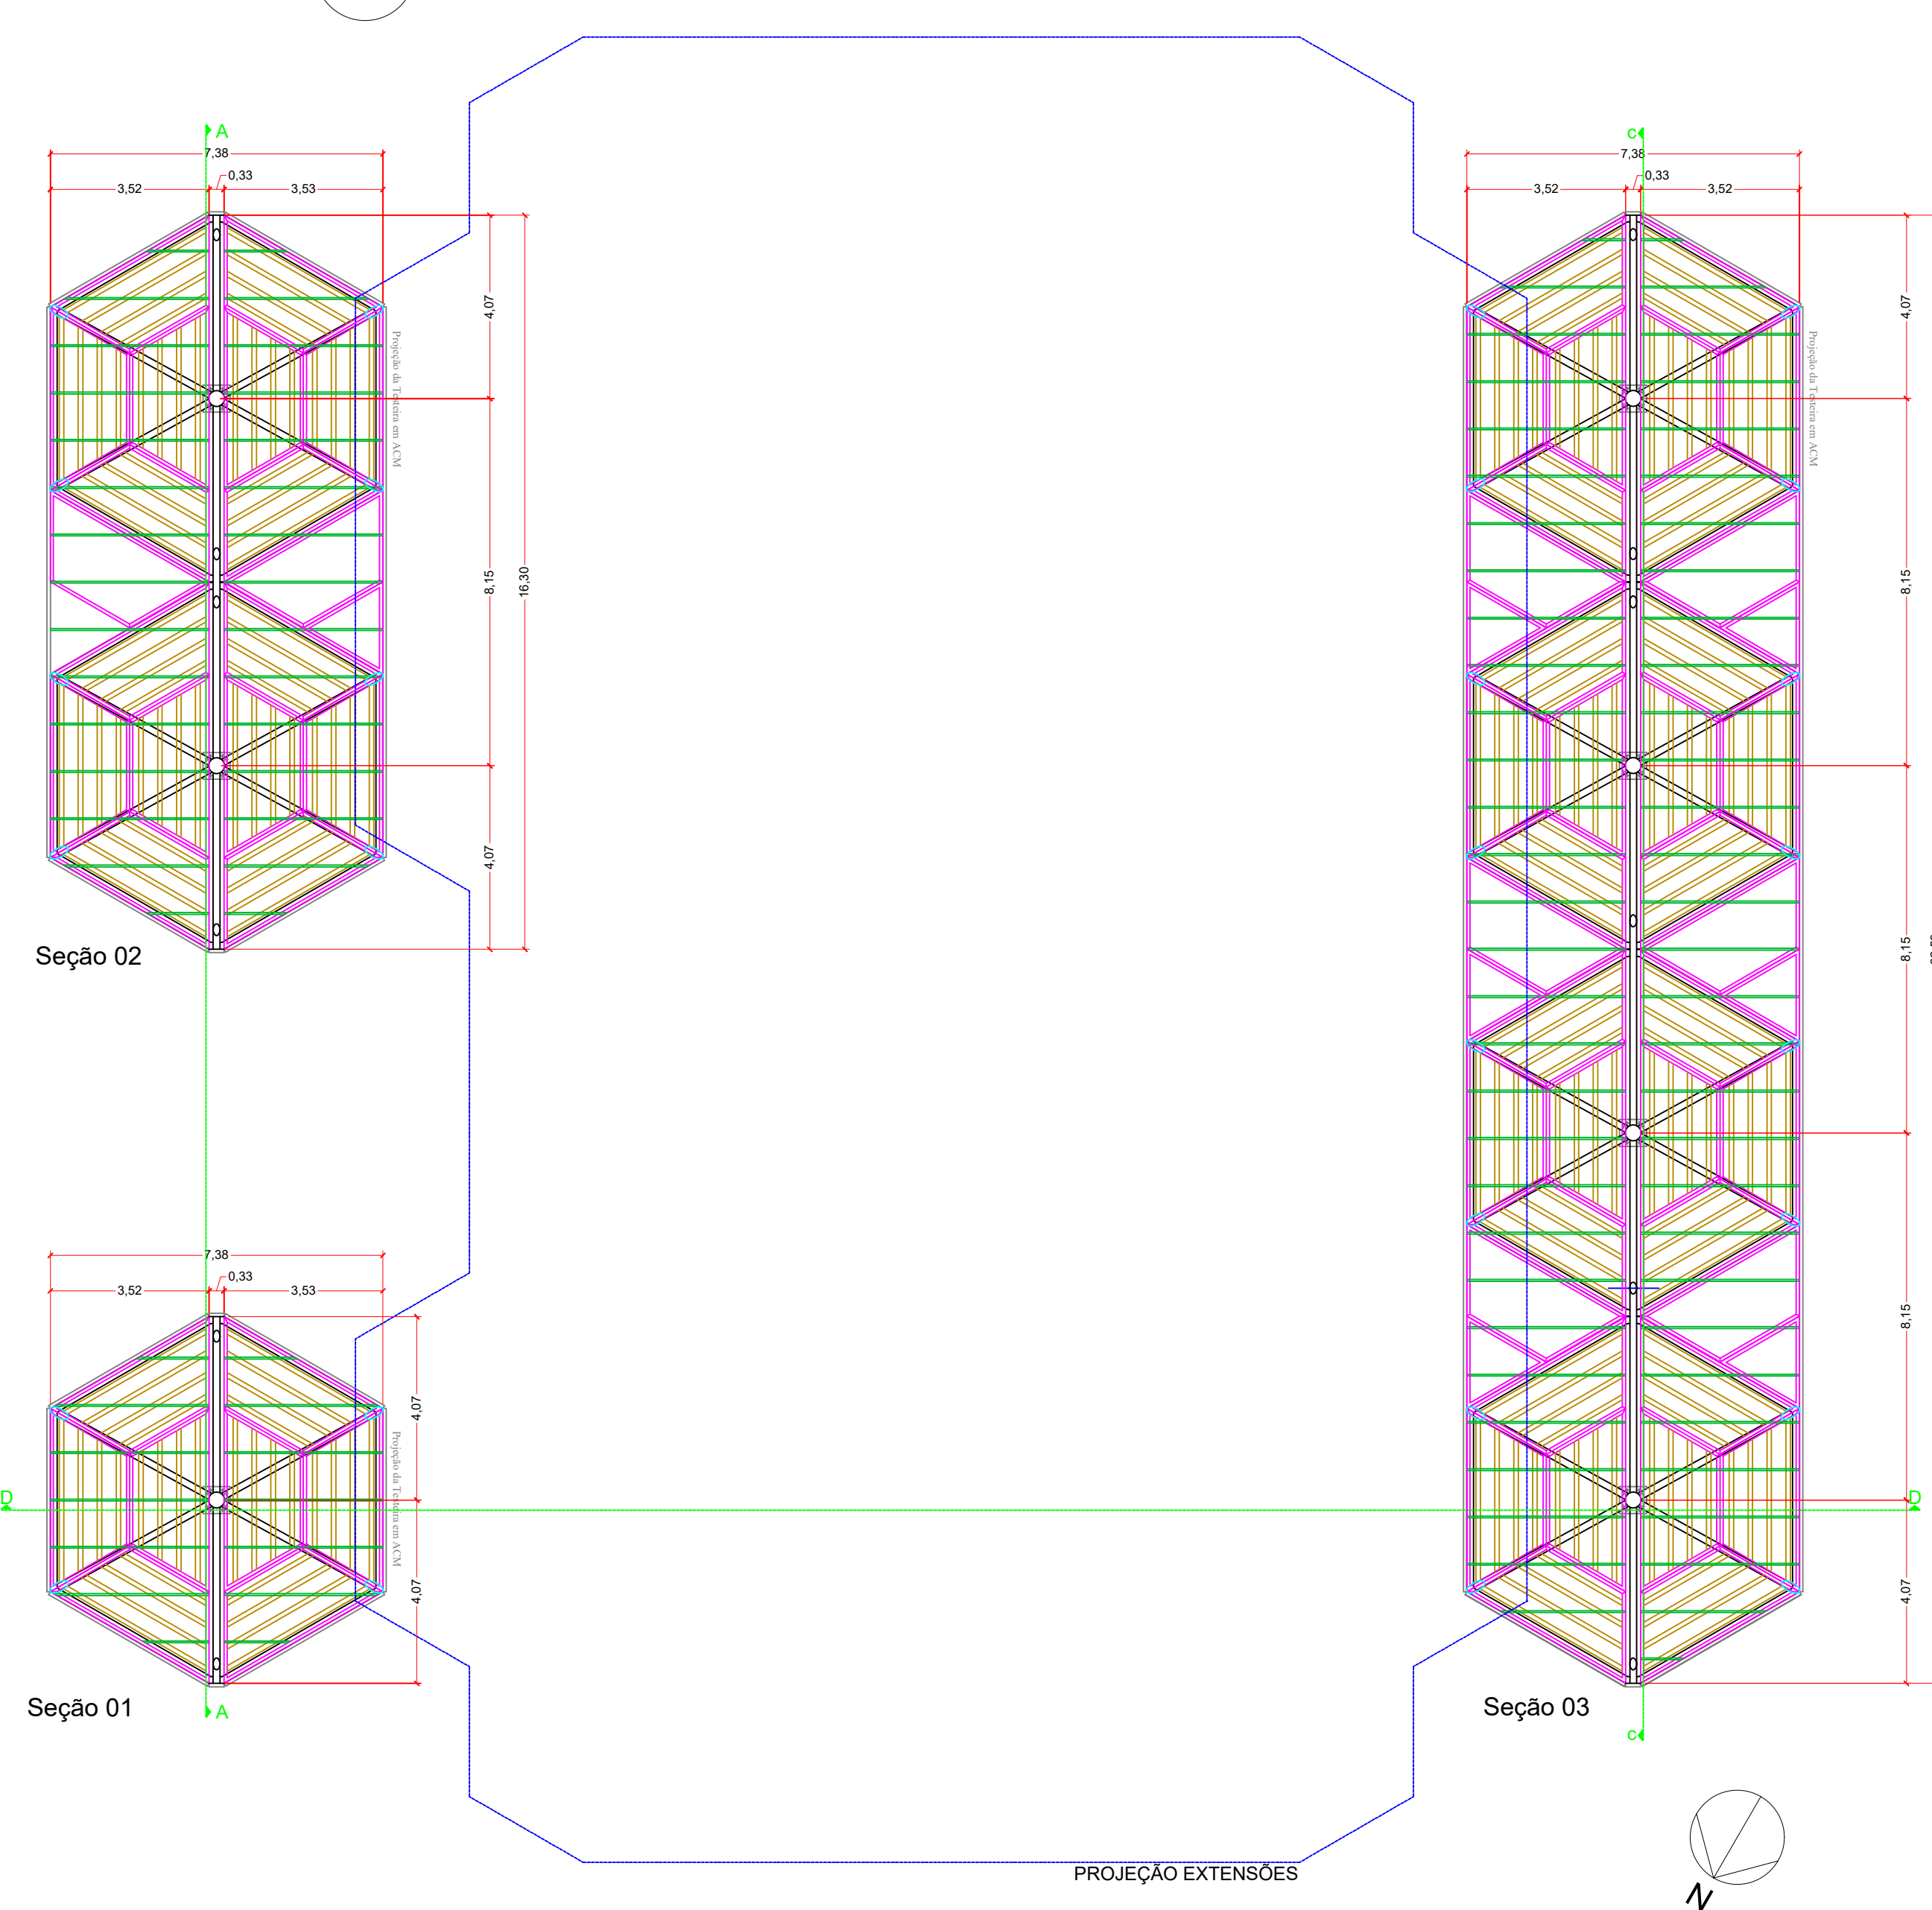 A
7,38
0,33
3,52
3,53
4,07
Projeção da Testeira em ACM
8,15
16,30
4,07
Seção 02
7,38
0,33
3,52
3,53
4,07
Projeção da Testeira em ACM
D
4,07
Seção 01
A
c
7,38
0,33
3,52
3,52
4,07
Projeção da Testeira em ACM
8,15
8,15
8,15
D
4,07
Seção 03
c
PROJEÇÃO EXTENSÕES
N